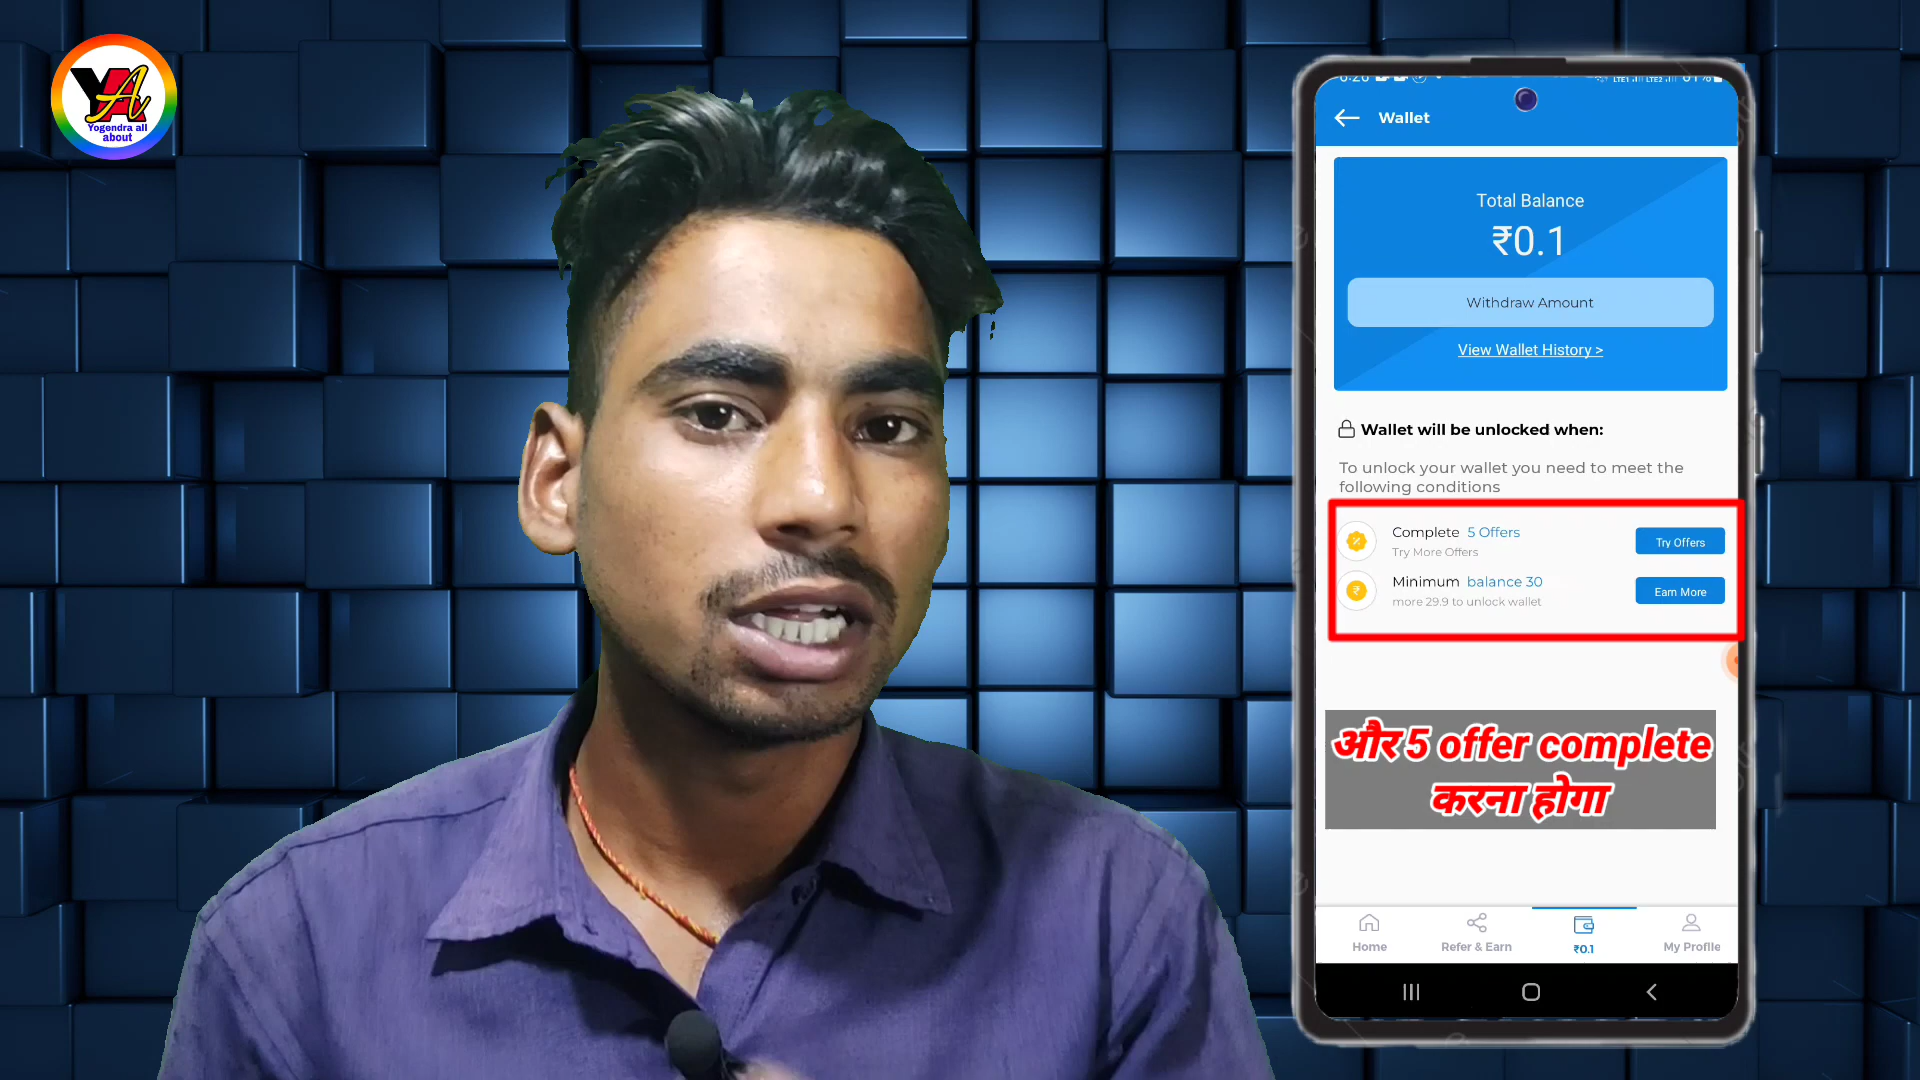 YA
Yogendra all
about
Wallet
Total Balance
₹0.1
Withdraw Amount
View Wallet History >
Wallet will be unlocked when:
To unlock your wallet you need to meet the
following conditions
Complete 5 Offers
Try More Offers
Try Offers
Minimum balance 30
more 29.9 to unlock wallet
Earn More
और 5 offer complete
करना होगा
Home
Refer & Earn
₹0.1
My Profile